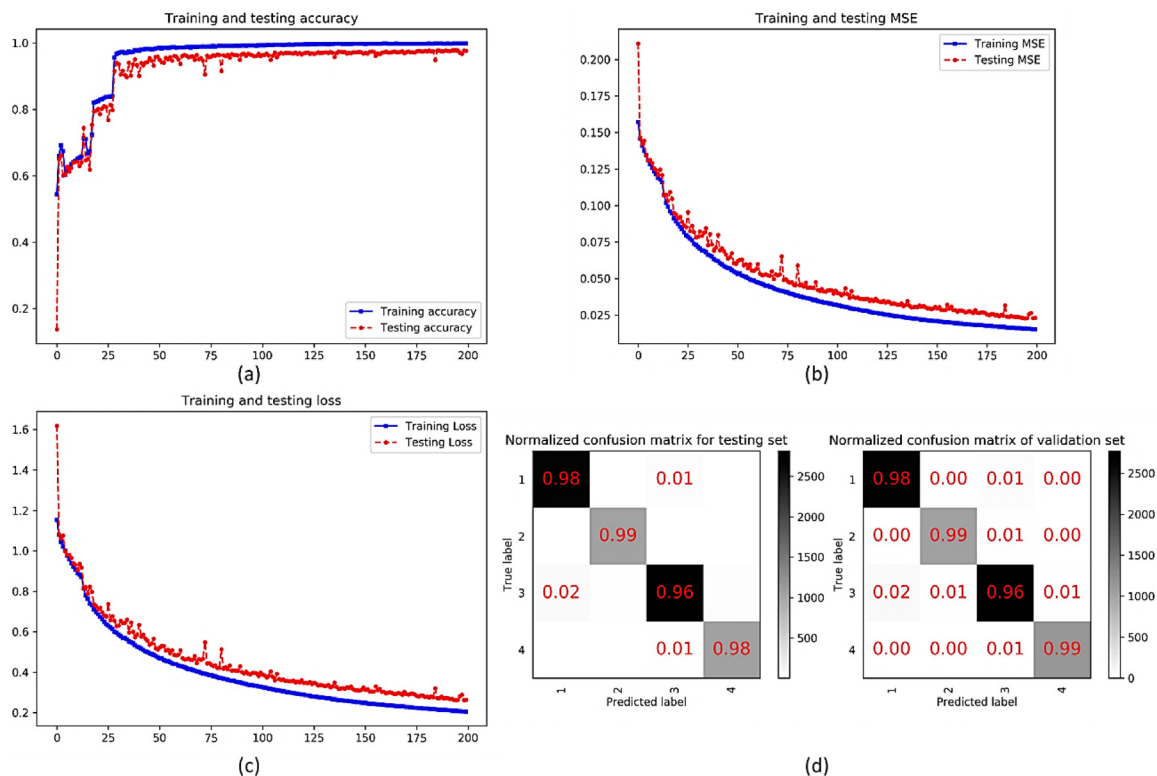 Training and testing accuracy
1.0
0.8
0.6
0.4
0.2
Training accuracy
Testing accuracy
0 25 50 75 100 125 150 175 200
(a)
Training and testing MSE
0.200
0.175
0.150
0.125
0.100
0.075
0.050
0.025
Training MSE
Testing MSE
0 25 50 75 100 125 150 175 200
(b)
Training and testing loss
1.6
1.4
1.2
1.0
0.8
0.6
0.4
0.2
Training Loss
Testing Loss
0 25 50 75 100 125 150 175 200
(c)
Normalized confusion matrix for testing set
True label
1 0.98 0.01
2 0.99
3 0.02 0.96
4 0.01 0.98
1 2 3 4
Predicted label
2500
2000
1500
1000
500
Normalized confusion matrix of validation set
True label
1 0.98 0.00 0.01 0.00
2 0.00 0.99 0.01 0.00
3 0.02 0.01 0.96 0.01
4 0.00 0.00 0.01 0.99
1 2 3 4
Predicted label
2500
2000
1500
1000
500
0
(d)